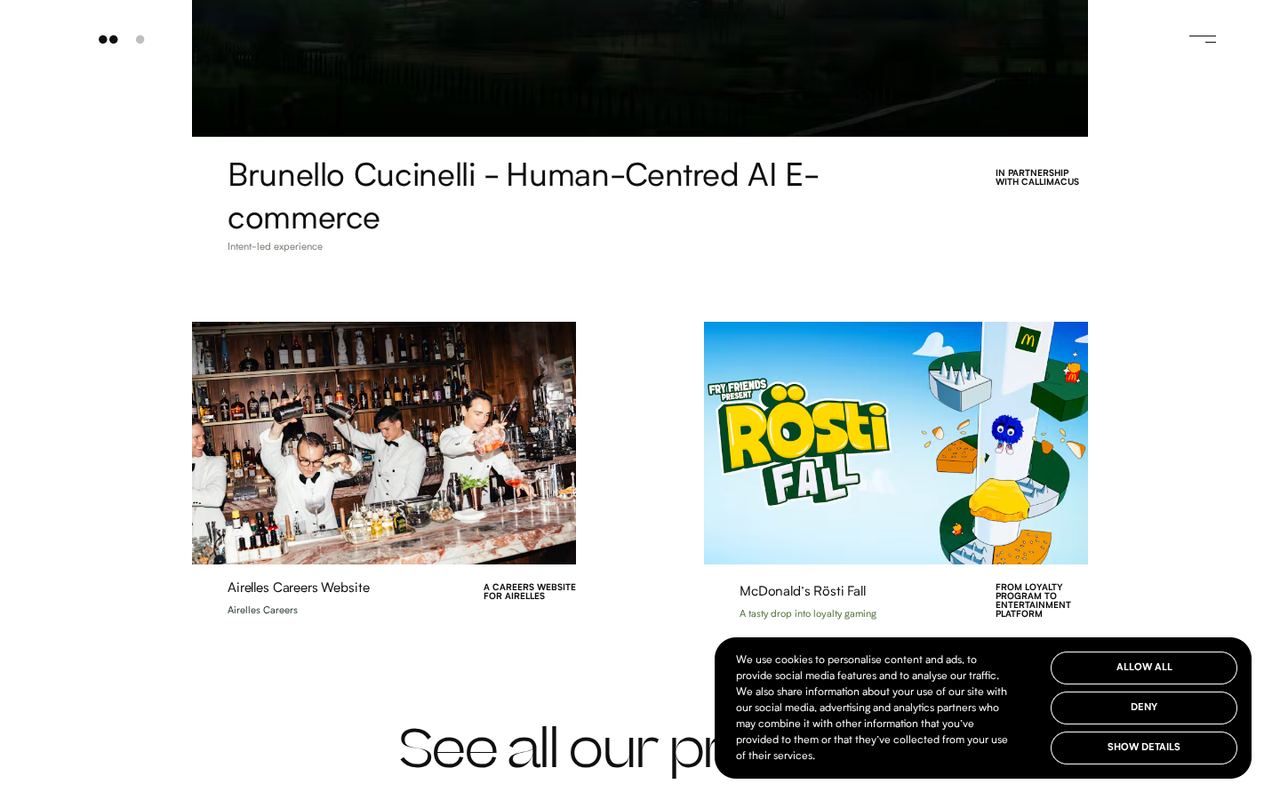 Brunello Cucinelli - Human-Centred AI E-
commerce
Intent-led experience
IN PARTNERSHIP
WITH CALLIMACUS
FRY FRIENDS
PRESENT
RÖSti
FALL
Airelles Careers Website
Airelles Careers
A CAREERS WEBSITE
FOR AIRELLES
McDonald's Rösti Fall
A tasty drop into loyalty gaming
FROM LOYALTY
PROGRAM TO
ENTERTAINMENT
PLATFORM
We use cookies to personalise content and ads, to
provide social media features and to analyse our traffic.
We also share information about your use of our site with
our social media, advertising and analytics partners who
may combine it with other information that you've
provided to them or that they've collected from your use
of their services.
ALLOW ALL
DENY
SHOW DETAILS
See all our